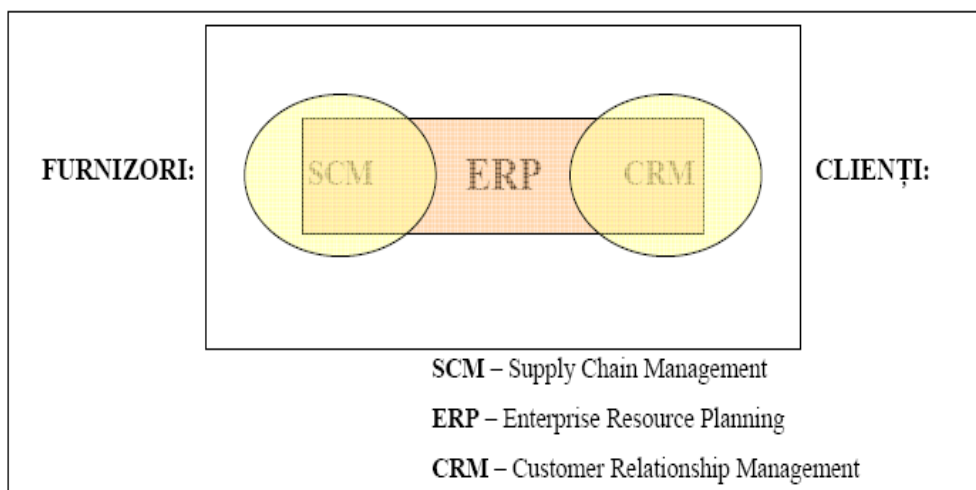 FURNIZORI: SCM ERP CRM CLIENȚI:
SCM – Supply Chain Management
ERP – Enterprise Resource Planning
CRM – Customer Relationship Management